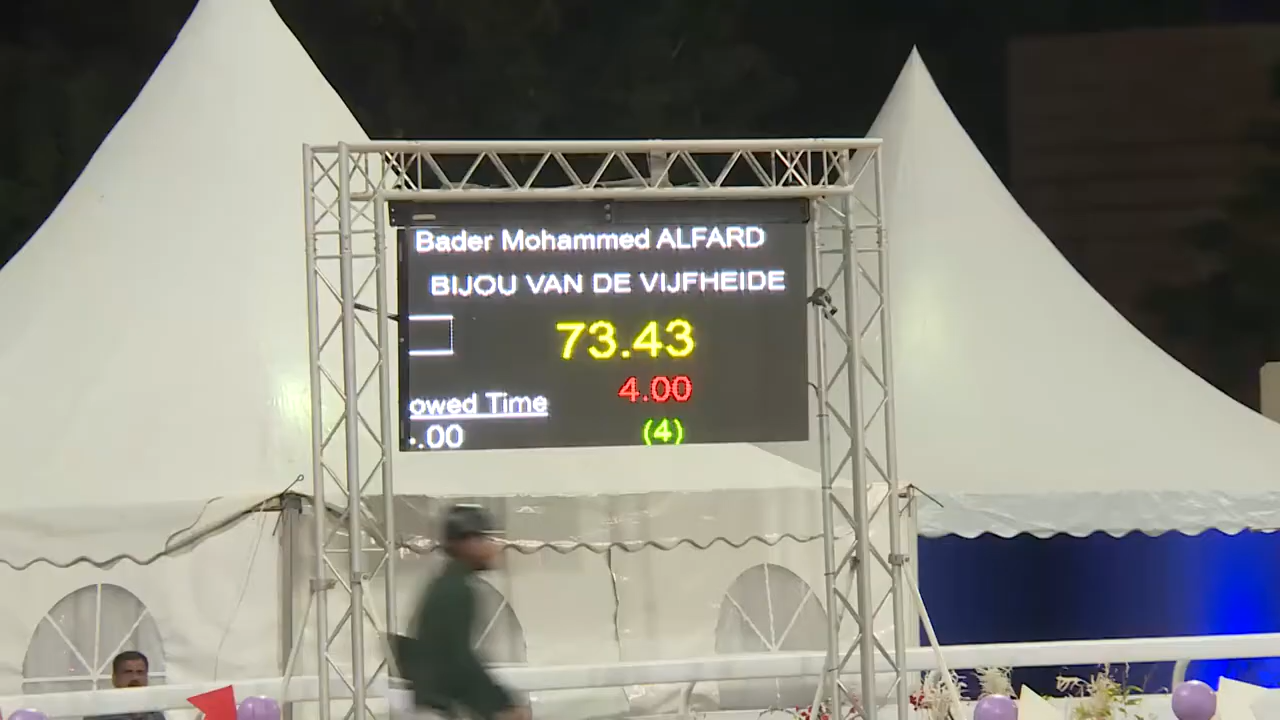 Bader Mohammed ALFARD
BIJOU VAN DE VIJFHEIDE
73.43
4.00
owed Time
.00
(4)